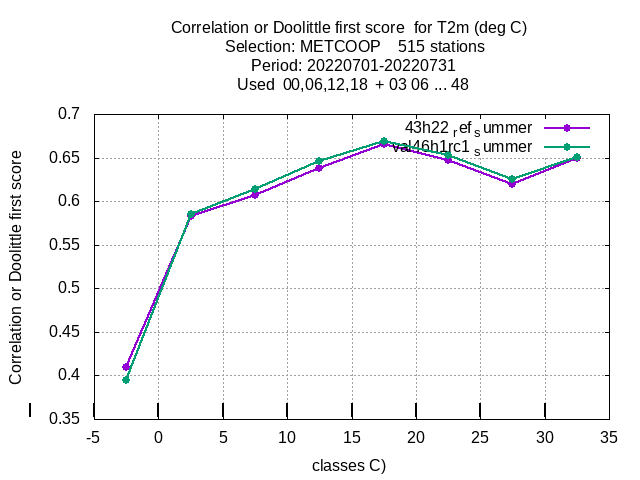 Correlation or Doolittle first score for T2m (deg C)
Selection: METCOOP 515 stations
Period: 20220701-20220731
Used 00,06,12,18 + 03 06 ... 48
0.7
43h22_ref_summer
val46h1rc1_summer
0.65
0.6
0.55
0.5
0.45
0.4
0.35
Correlation or Doolittle first score
-5 0 5 10 15 20 25 30 35
classes C)